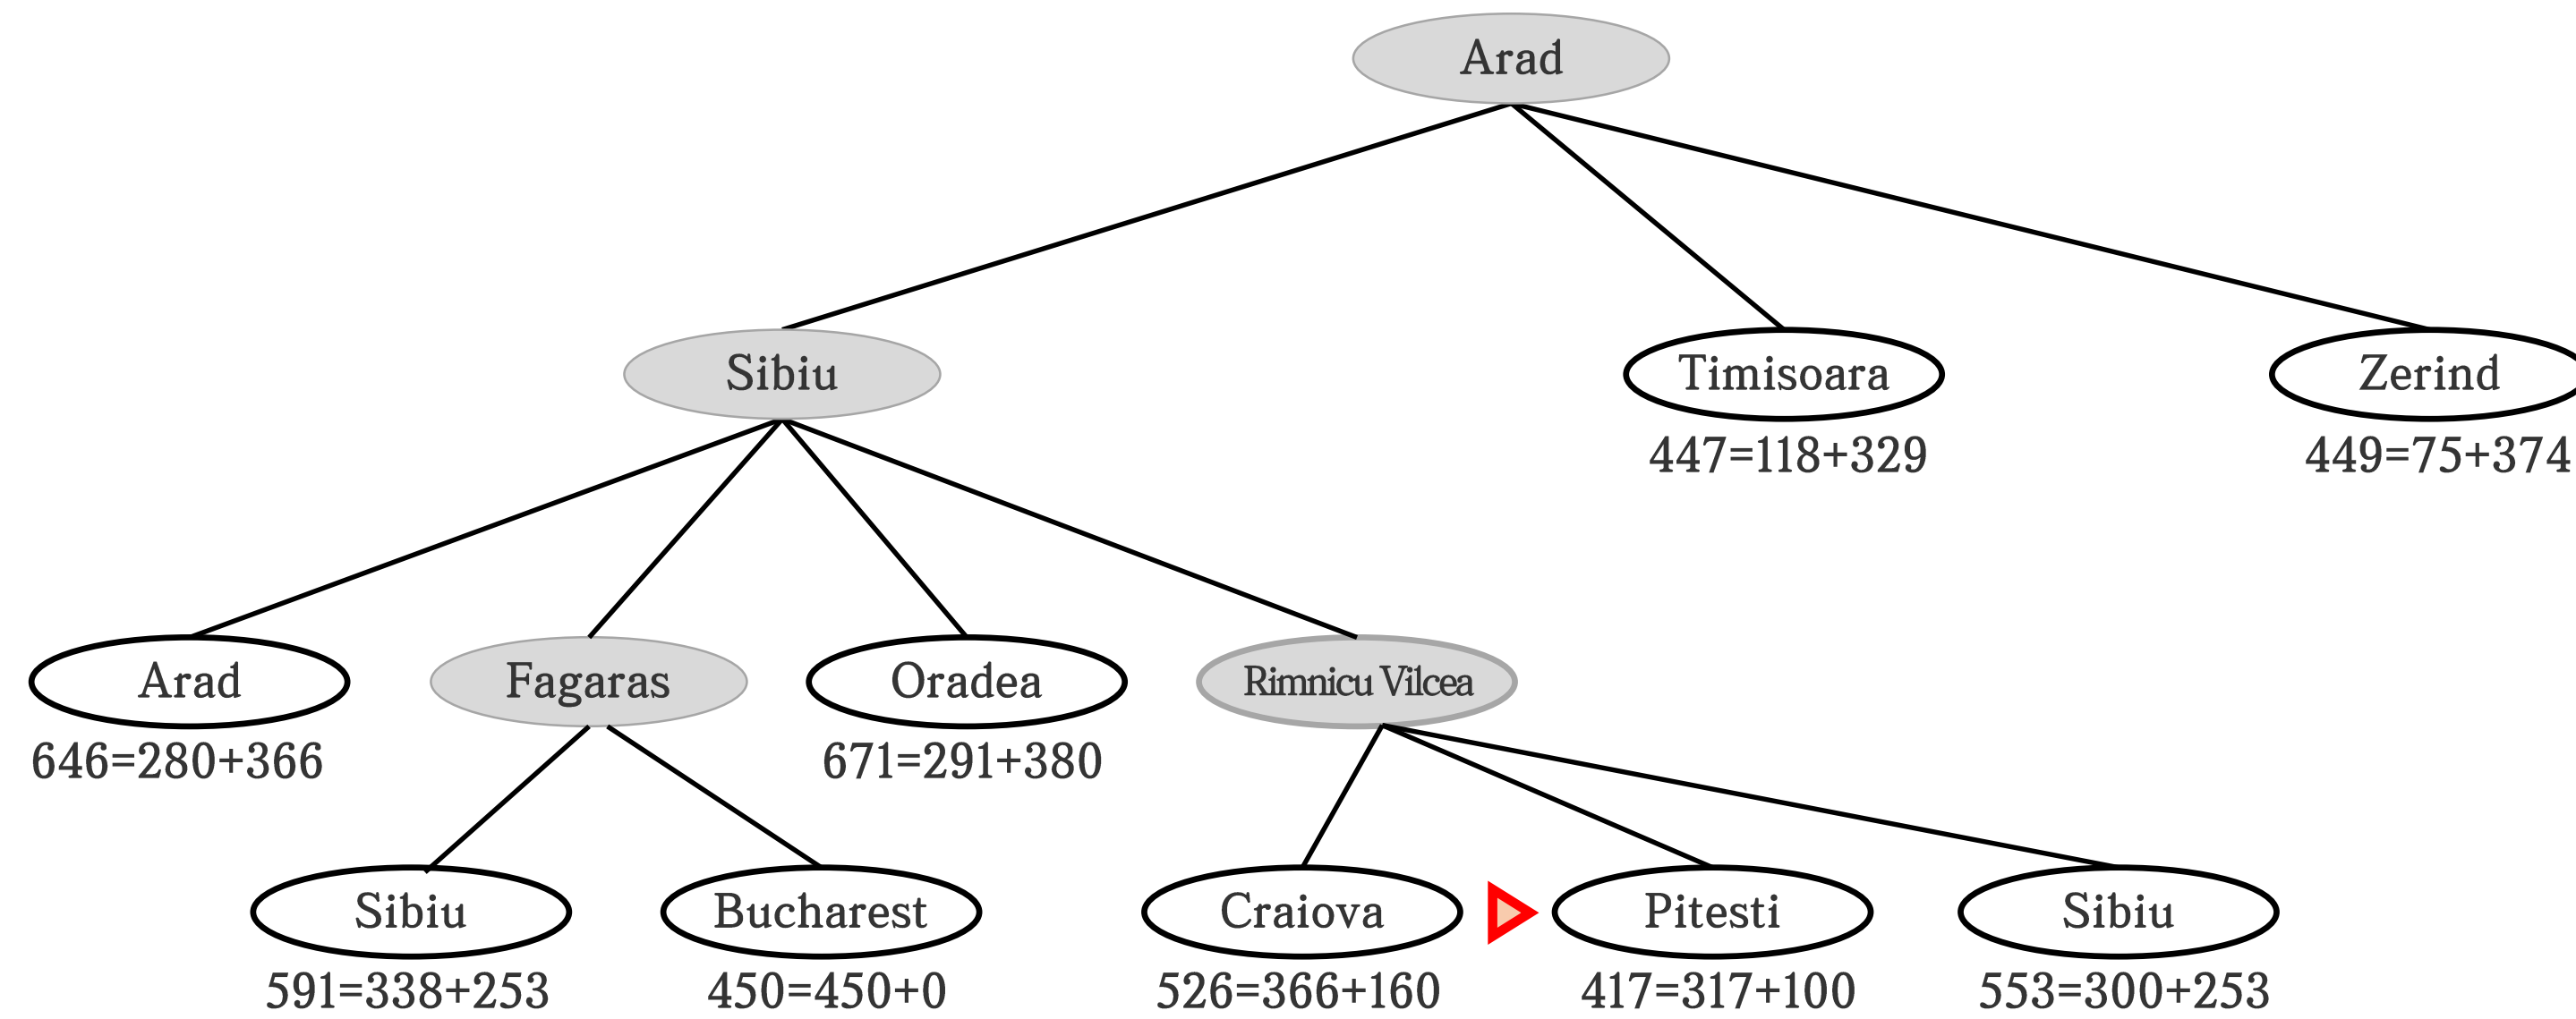 Arad
Sibiu
Timisoara
Zerind
447=118+329
449=75+374
Arad
Fagaras
Oradea
Rimnicu Vilcea
646=280+366
671=291+380
Sibiu
Bucharest
Craiova
Pitesti
Sibiu
591=338+253
450=450+0
526=366+160
417=317+100
553=300+253